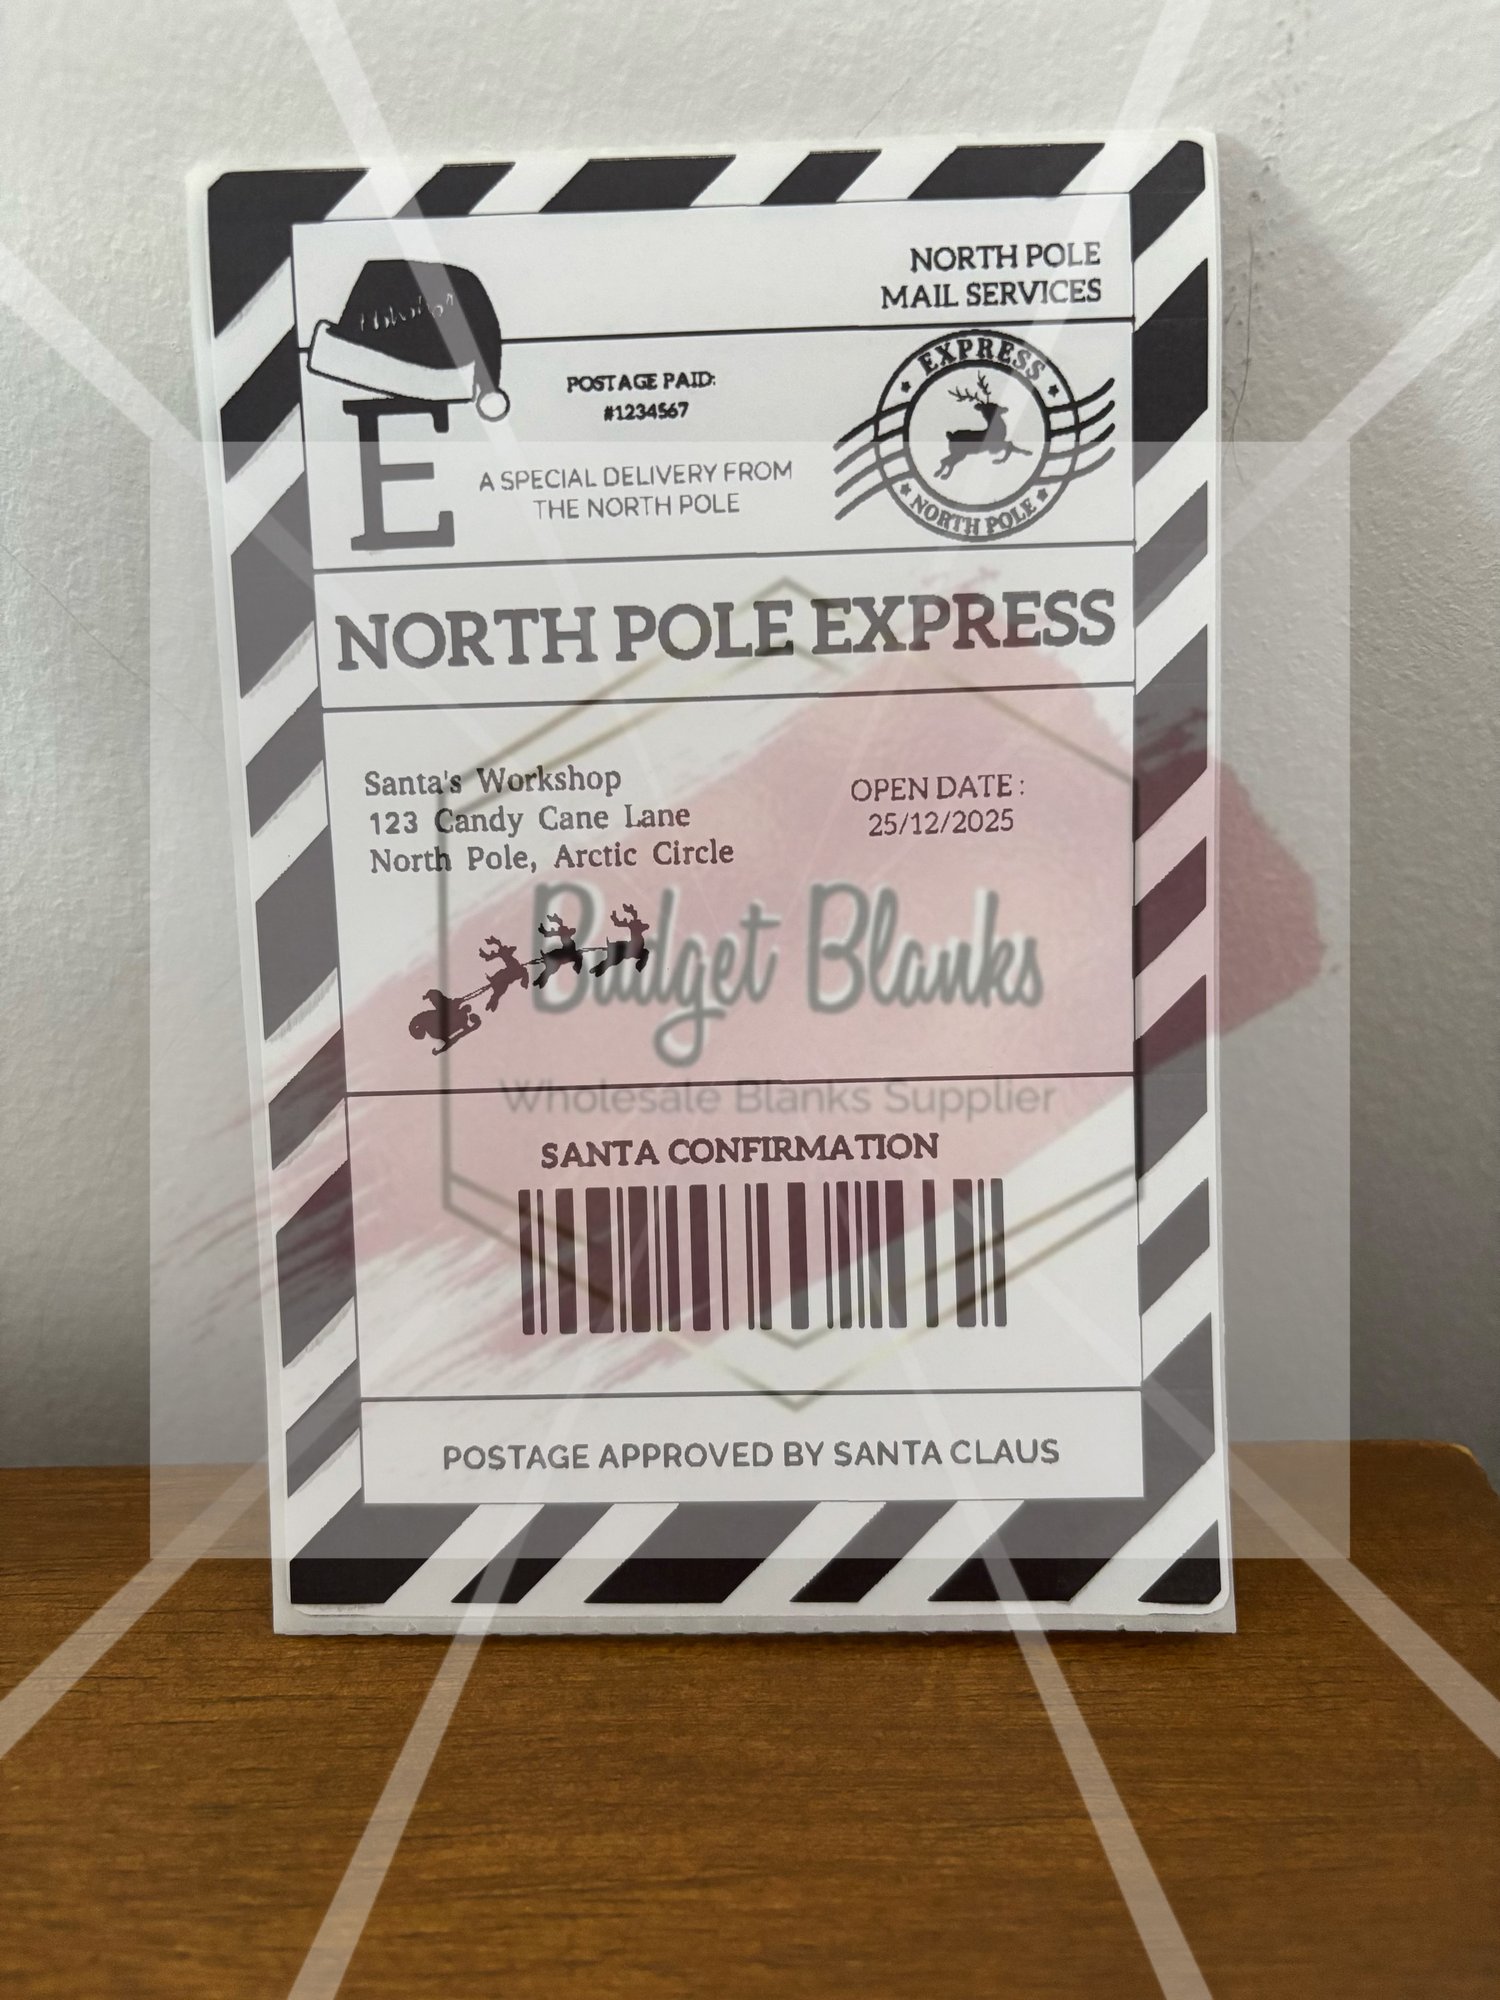 NORTH POLE
MAIL SERVICES
POSTAGE PAID:
#1234567
EXPRESS
NORTH POLE
E
A SPECIAL DELIVERY FROM
THE NORTH POLE
NORTH POLE EXPRESS
Santa's Workshop
123 Candy Cane Lane
North Pole, Arctic Circle
OPEN DATE :
25/12/2025
Budget Blanks
Wholesale Blanks Supplier
SANTA CONFIRMATION
POSTAGE APPROVED BY SANTA CLAUS